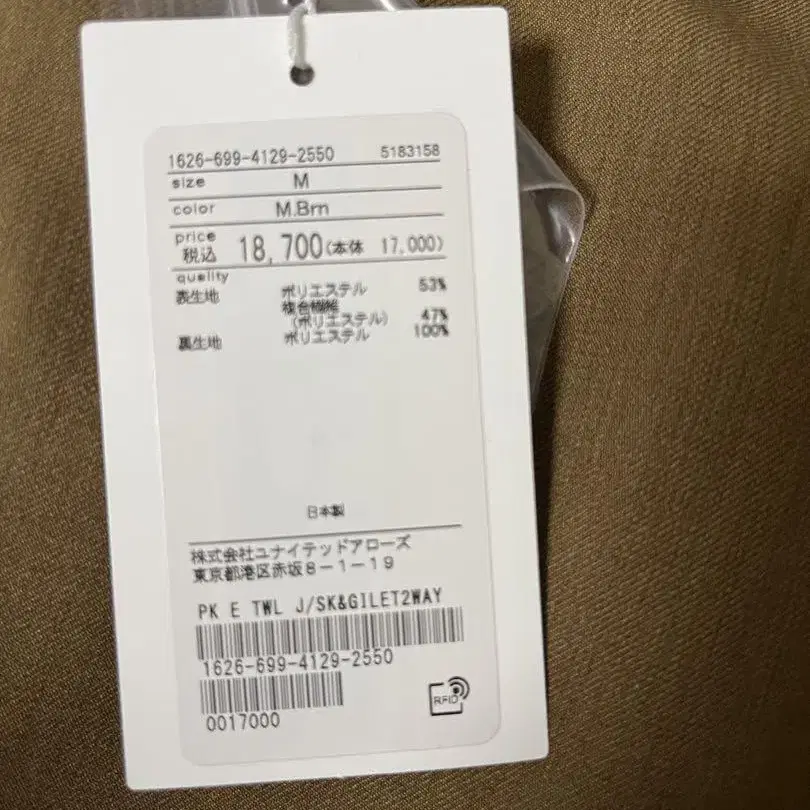 1626-699-4129-2550 5183158
size M
color M.Brn
price
税込 18,700(本体 17,000)
quality
表生地 ポリエステル 53%
複合繊維
(ポリエステル) 47%
裏生地 ポリエステル 100%
日本製
株式会社ユナイテッドアローズ
東京都港区赤坂8-1-19
PK E TWL J/SK&GILET2WAY
1626-699-4129-2550
0017000
RFID